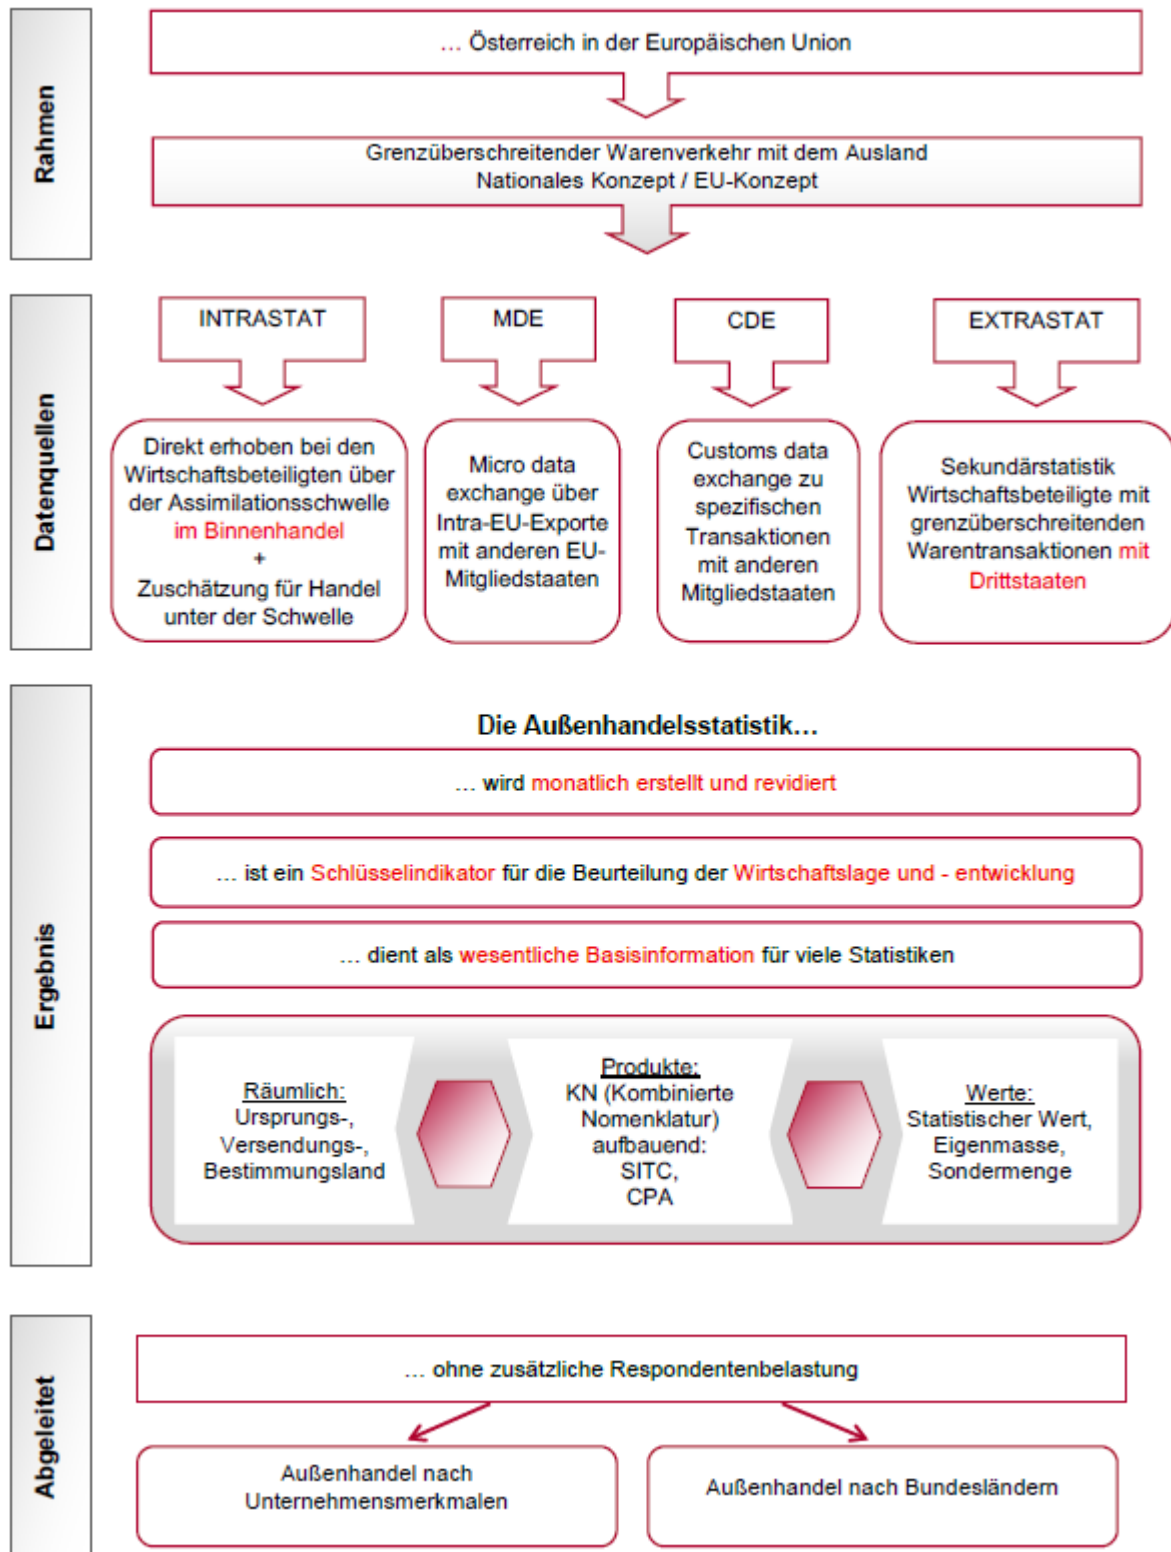 Rahmen
… Österreich in der Europäischen Union
Grenzüberschreitender Warenverkehr mit dem Ausland
Nationales Konzept / EU-Konzept
Datenquellen
INTRASTAT
Direkt erhoben bei den
Wirtschaftsbeteiligten über
der Assimilationsschwelle
im Binnenhandel
+
Zuschätzung für Handel
unter der Schwelle
MDE
Micro data
exchange über
Intra-EU-Exporte
mit anderen EU-
Mitgliedstaaten
CDE
Customs data
exchange zu
spezifischen
Transaktionen
mit anderen
Mitgliedstaaten
EXTRASTAT
Sekundärstatistik
Wirtschaftsbeteiligte mit
grenzüberschreitenden
Warentransaktionen mit
Drittstaaten
Ergebnis
Die Außenhandelsstatistik…
… wird monatlich erstellt und revidiert
… ist ein Schlüsselindikator für die Beurteilung der Wirtschaftslage und - entwicklung
… dient als wesentliche Basisinformation für viele Statistiken
Räumlich:
Ursprungs-,
Versendungs-,
Bestimmungsland
Produkte:
KN (Kombinierte
Nomenklatur)
aufbauend:
SITC,
CPA
Werte:
Statistischer Wert,
Eigenmasse,
Sondermenge
Abgeleitet
… ohne zusätzliche Respondentenbelastung
Außenhandel nach
Unternehmensmerkmalen
Außenhandel nach Bundesländern